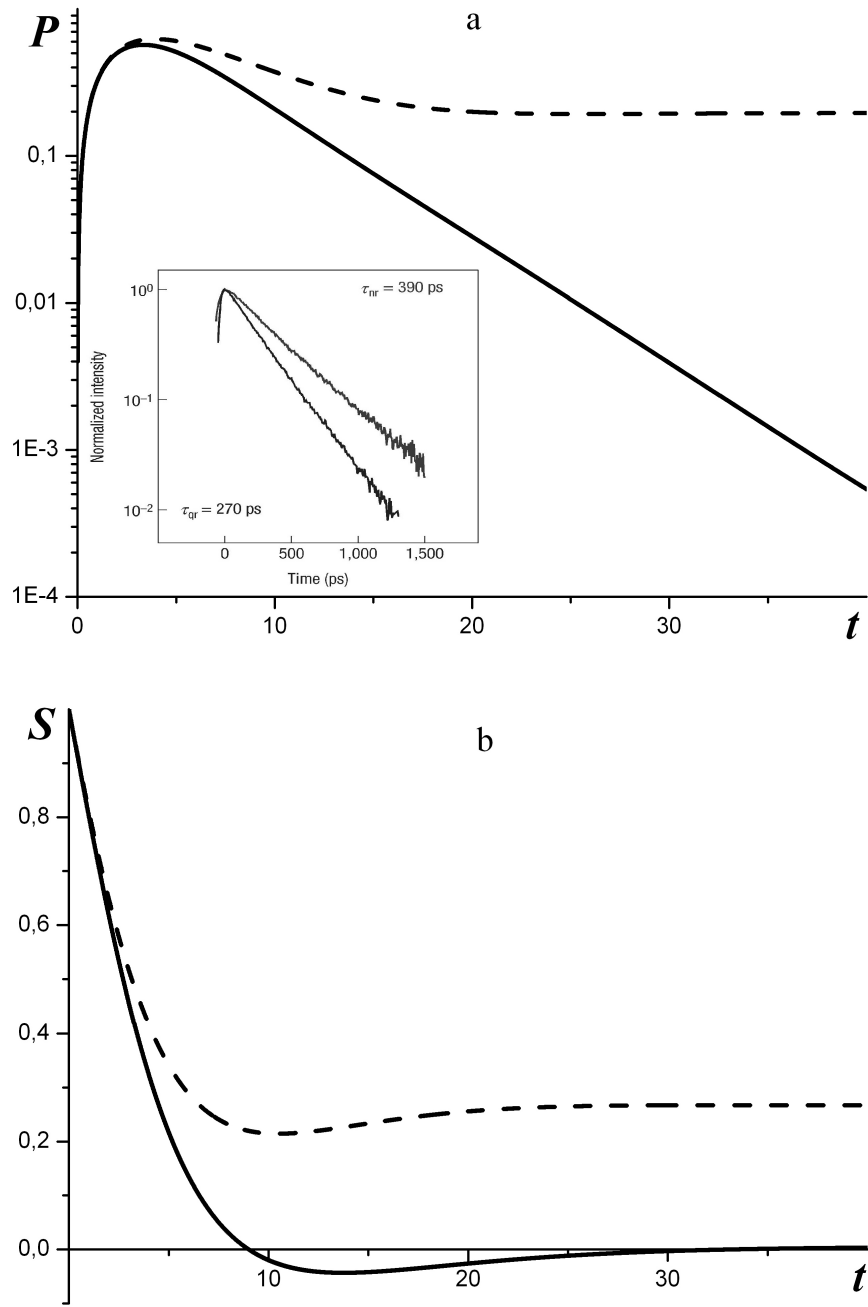 a
P
0,1
0,01
1E-3
1E-4
0 10 20 30 t
10⁰
10⁻¹
10⁻²
Normalized intensity
τnr = 390 ps
τqr = 270 ps
0 500 1,000 1,500
Time (ps)
b
S
0,8
0,6
0,4
0,2
0,0
10 20 30 t